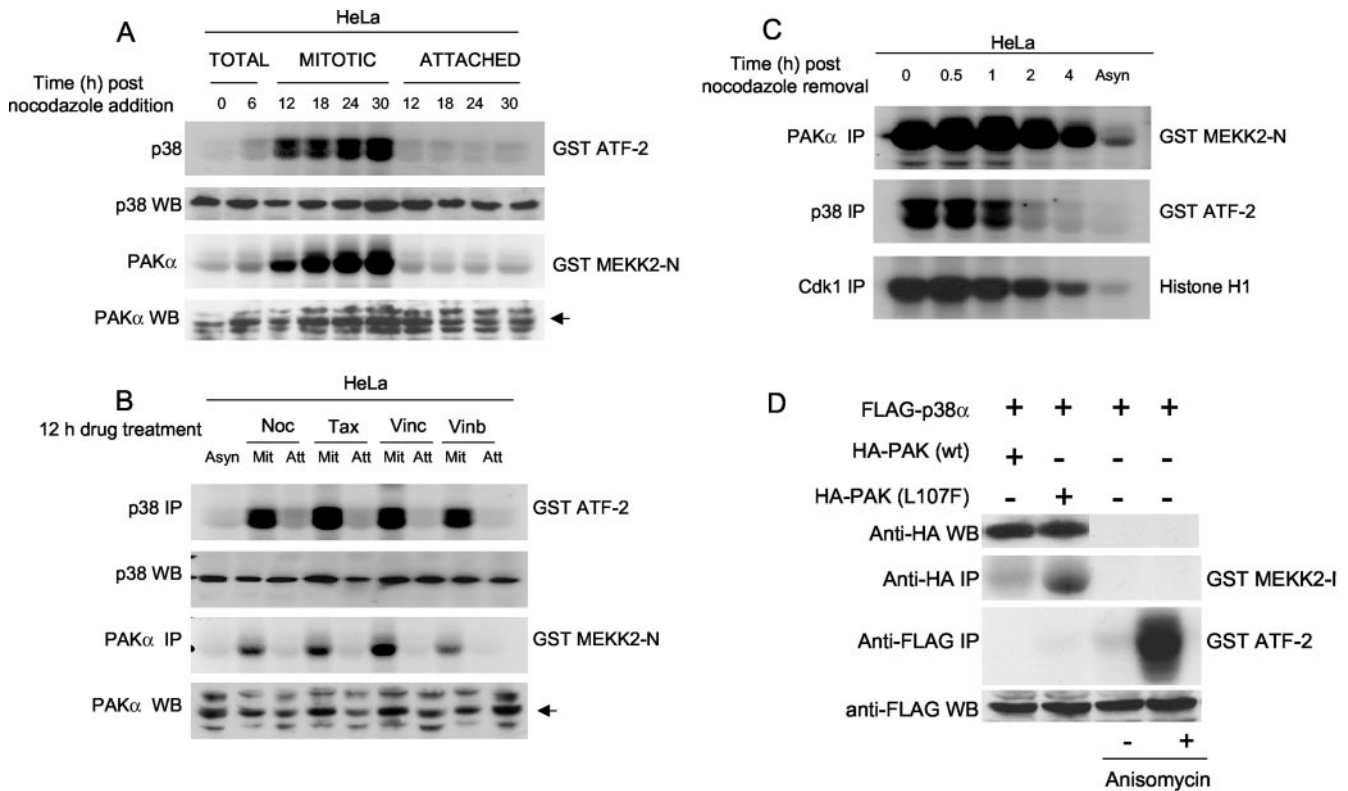 A
HeLa
TOTAL MITOTIC ATTACHED
Time (h) post
nocodazole addition
0 6 12 18 24 30 12 18 24 30
p38 GST ATF-2
p38 WB
PAKα GST MEKK2-N
PAKα WB
B
HeLa
12 h drug treatment
Noc Tax Vinc Vinb
Asyn Mit Att Mit Att Mit Att Mit Att
p38 IP GST ATF-2
p38 WB
PAKα IP GST MEKK2-N
PAKα WB
C
HeLa
Time (h) post
nocodazole removal
0 0.5 1 2 4 Asyn
PAKα IP GST MEKK2-N
p38 IP GST ATF-2
Cdk1 IP Histone H1
D
FLAG-p38α + + + +
HA-PAK (wt) + - - -
HA-PAK (L107F) - + - -
Anti-HA WB
Anti-HA IP GST MEKK2-I
Anti-FLAG IP GST ATF-2
anti-FLAG WB
- +
Anisomycin